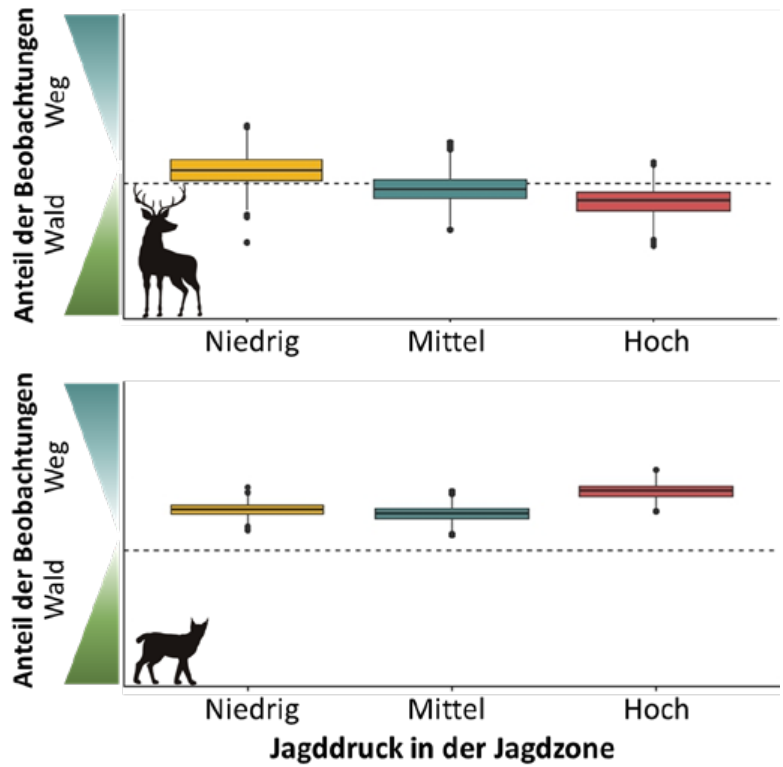 Anteil der Beobachtungen
Wald Weg
Niedrig Mittel Hoch
Anteil der Beobachtungen
Wald Weg
Niedrig Mittel Hoch
Jagddruck in der Jagdzone